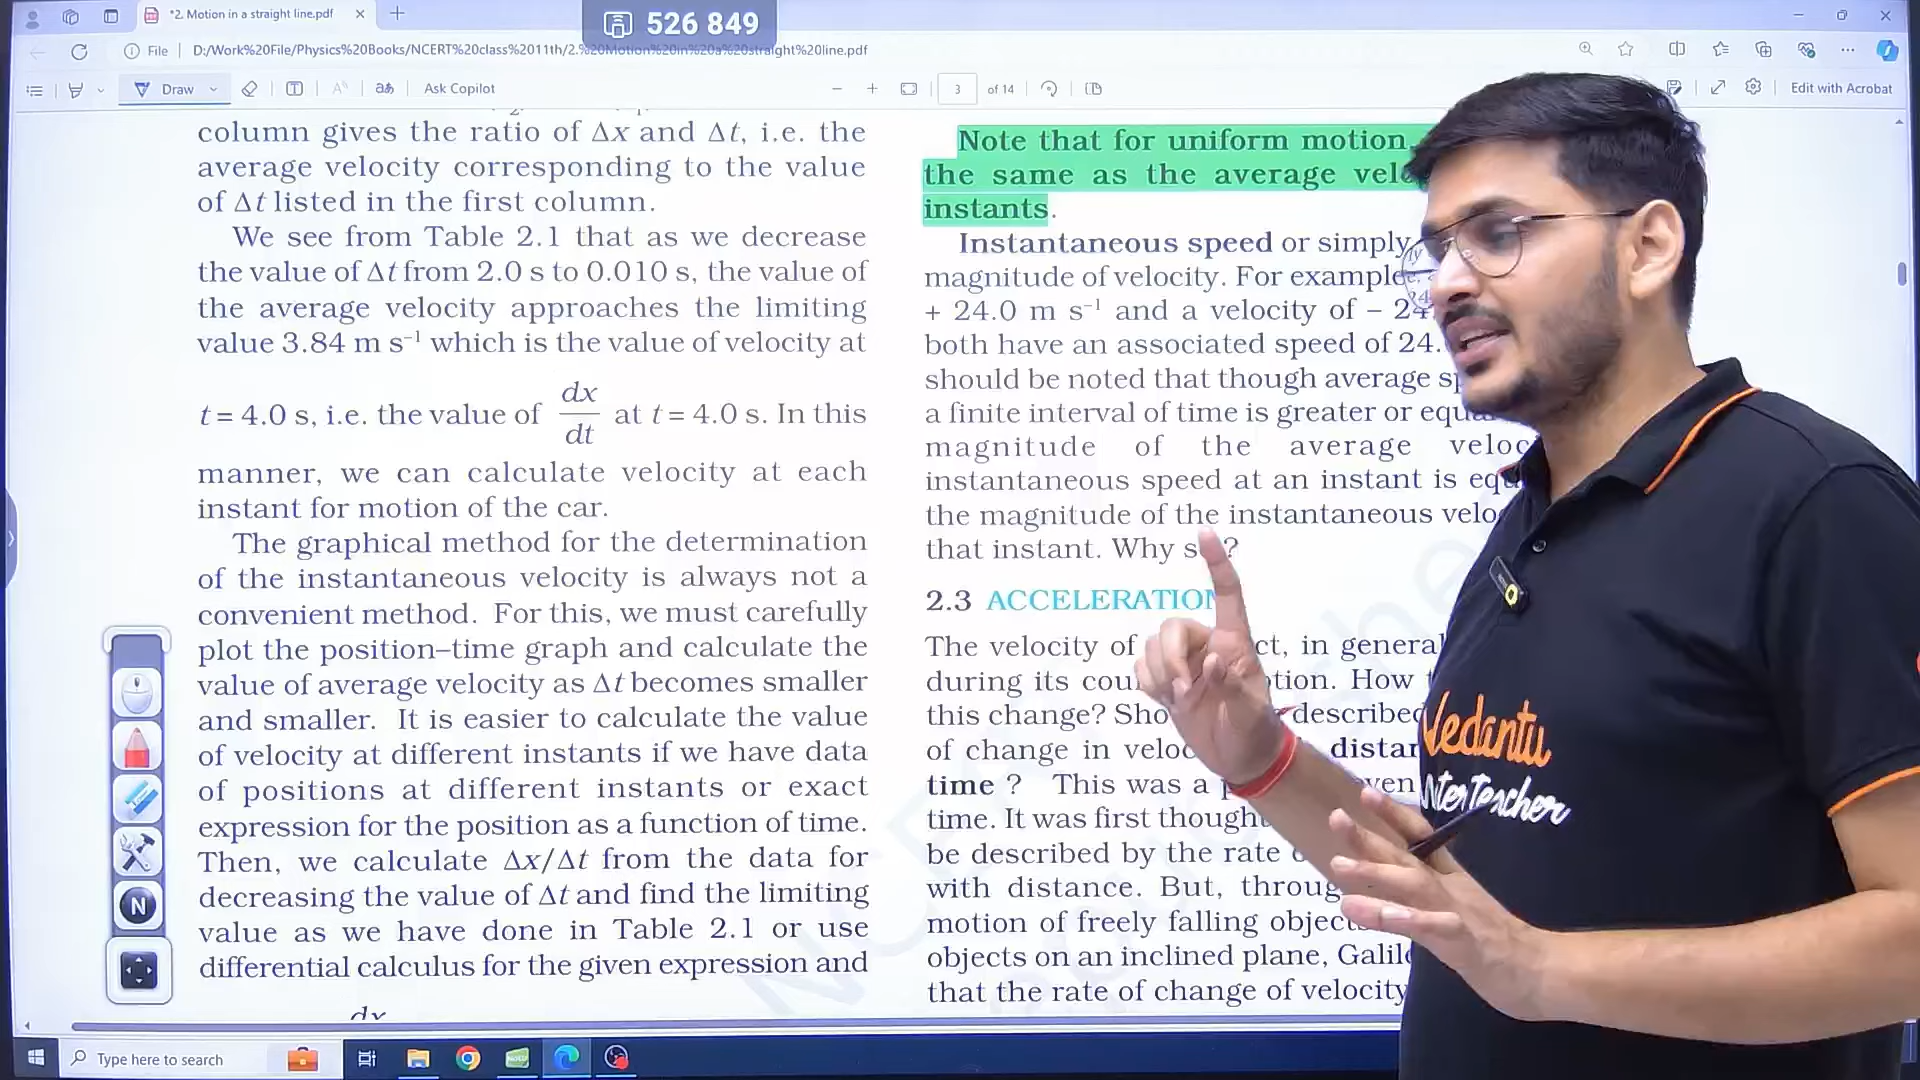 *2. Motion in a straight line.pdf
526 849
File
D:/Work%20File/Physics%20Books/NCERT%20class%2011th/2.%20Motion%20in%20a%20straight%20line.pdf
Draw
Ask Copilot
3 of 14
Edit with Acrobat
column gives the ratio of Δx and Δt, i.e. the
average velocity corresponding to the value
of Δt listed in the first column.
We see from Table 2.1 that as we decrease
the value of Δt from 2.0 s to 0.010 s, the value of
the average velocity approaches the limiting
value 3.84 m s⁻¹ which is the value of velocity at
t = 4.0 s, i.e. the value of dx/dt at t = 4.0 s. In this
manner, we can calculate velocity at each
instant for motion of the car.
The graphical method for the determination
of the instantaneous velocity is always not a
convenient method. For this, we must carefully
plot the position–time graph and calculate the
value of average velocity as Δt becomes smaller
and smaller. It is easier to calculate the value
of velocity at different instants if we have data
of positions at different instants or exact
expression for the position as a function of time.
Then, we calculate Δx/Δt from the data for
decreasing the value of Δt and find the limiting
value as we have done in Table 2.1 or use
differential calculus for the given expression and
dx
Note that for uniform motion,
the same as the average
instants.
Instantaneous speed or simply
magnitude of velocity. For example,
+ 24.0 m s⁻¹ and a velocity of – 24
both have an associated speed of 24.
should be noted that though average
a finite interval of time is greater or
magnitude of the average
instantaneous speed at an instant is
the magnitude of the instantaneous
that instant. Why ?
2.3 ACCELERATION
The velocity of in general
during its How
this change? described
of change in
time ? This was a
time. It was first
be described by the rate
with distance. But,
motion of freely falling
objects on an inclined plane,
that the rate of change of velocity
Vedantu
Teacher
N
Type here to search